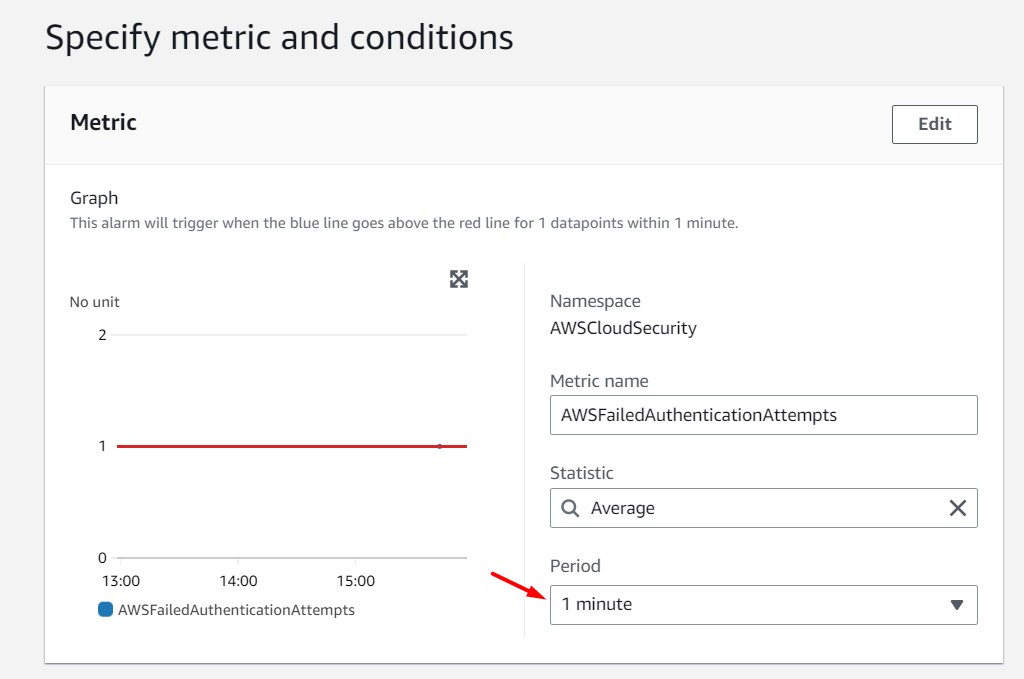 Specify metric and conditions
Metric
Edit
Graph
This alarm will trigger when the blue line goes above the red line for 1 datapoints within 1 minute.
No unit
2
1
0
13:00 14:00 15:00
AWSFailedAuthenticationAttempts
Namespace
AWSCloudSecurity
Metric name
AWSFailedAuthenticationAttempts
Statistic
Average
Period
1 minute